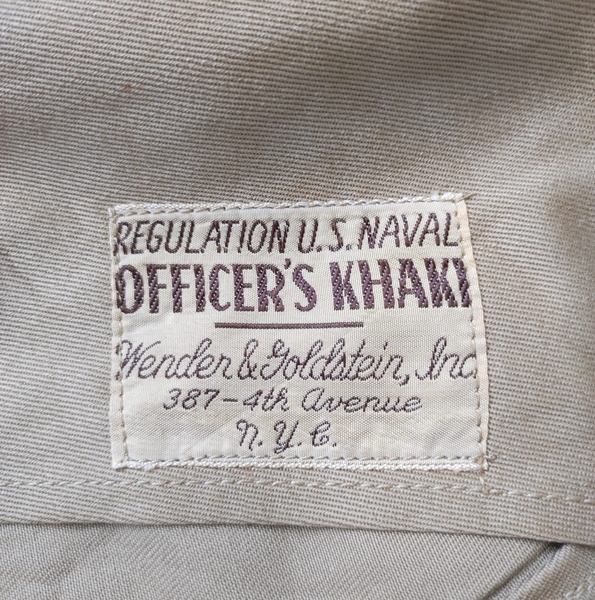 REGULATION U.S. NAVAL
OFFICER'S KHAKI
Wender & Goldstein, Inc
387-4th Avenue
N.Y.C.